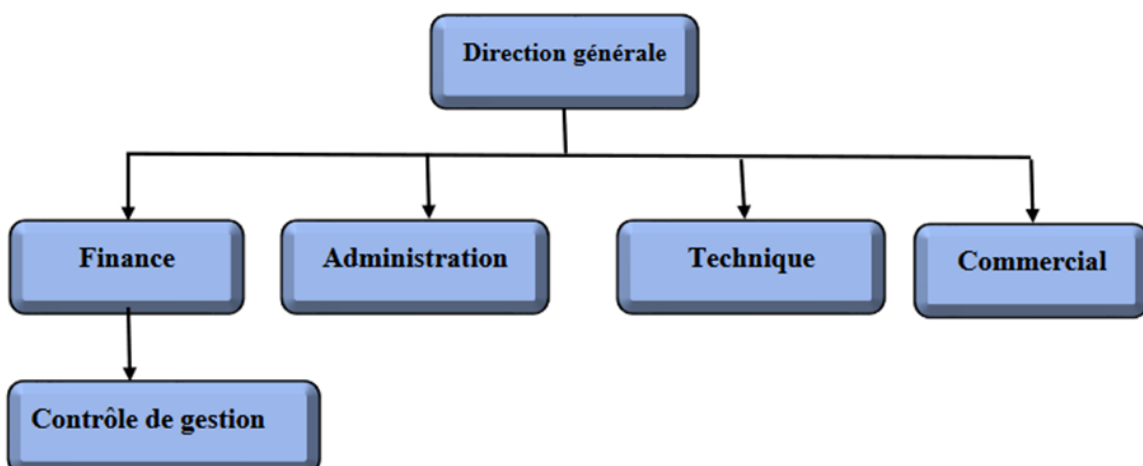 Direction générale
Finance
Administration
Technique
Commercial
Contrôle de gestion